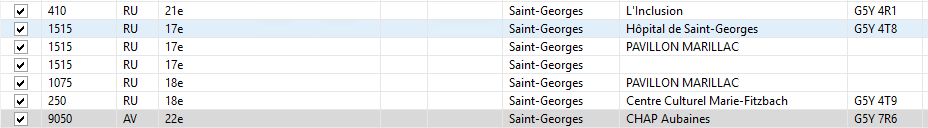 410 RU 21e Saint-Georges L'Inclusion G5Y 4R1
1515 RU 17e Saint-Georges Hôpital de Saint-Georges G5Y 4T8
1515 RU 17e Saint-Georges PAVILLON MARILLAC
1515 RU 17e Saint-Georges
1075 RU 18e Saint-Georges PAVILLON MARILLAC
250 RU 18e Saint-Georges Centre Culturel Marie-Fitzbach G5Y 4T9
9050 AV 22e Saint-Georges CHAP Aubaines G5Y 7R6